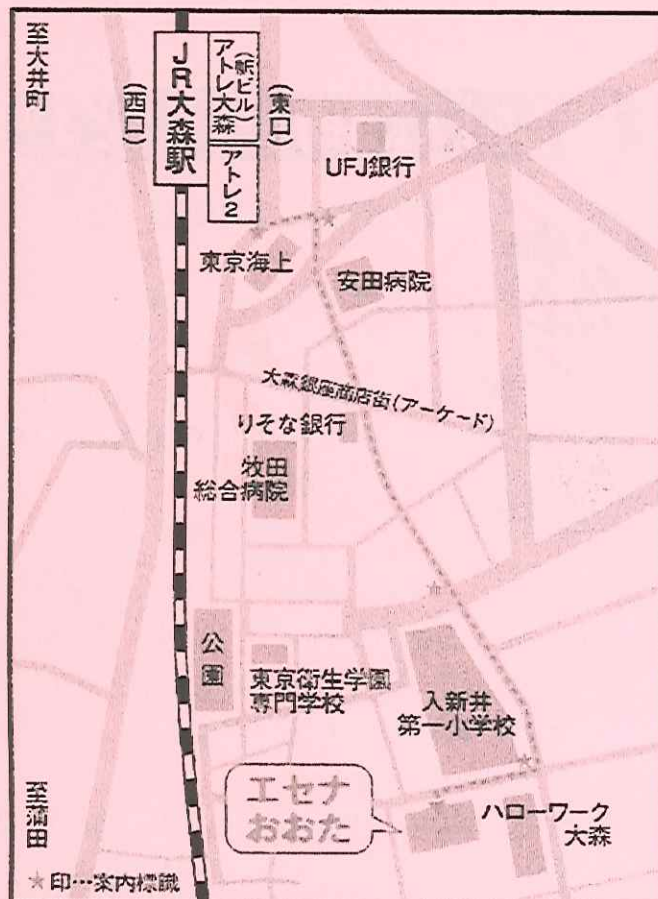 至大井町
(西口)
JR大森駅
(駅ビル)
アトレ大森
アトレ2
(東口)
UFJ銀行
東京海上
安田病院
大森銀座商店街(アーケード)
りそな銀行
牧田
総合病院
公園
東京衛生学園
専門学校
入新井
第一小学校
エセナ
おおた
ハローワーク
大森
至蒲田
★印…案内標識